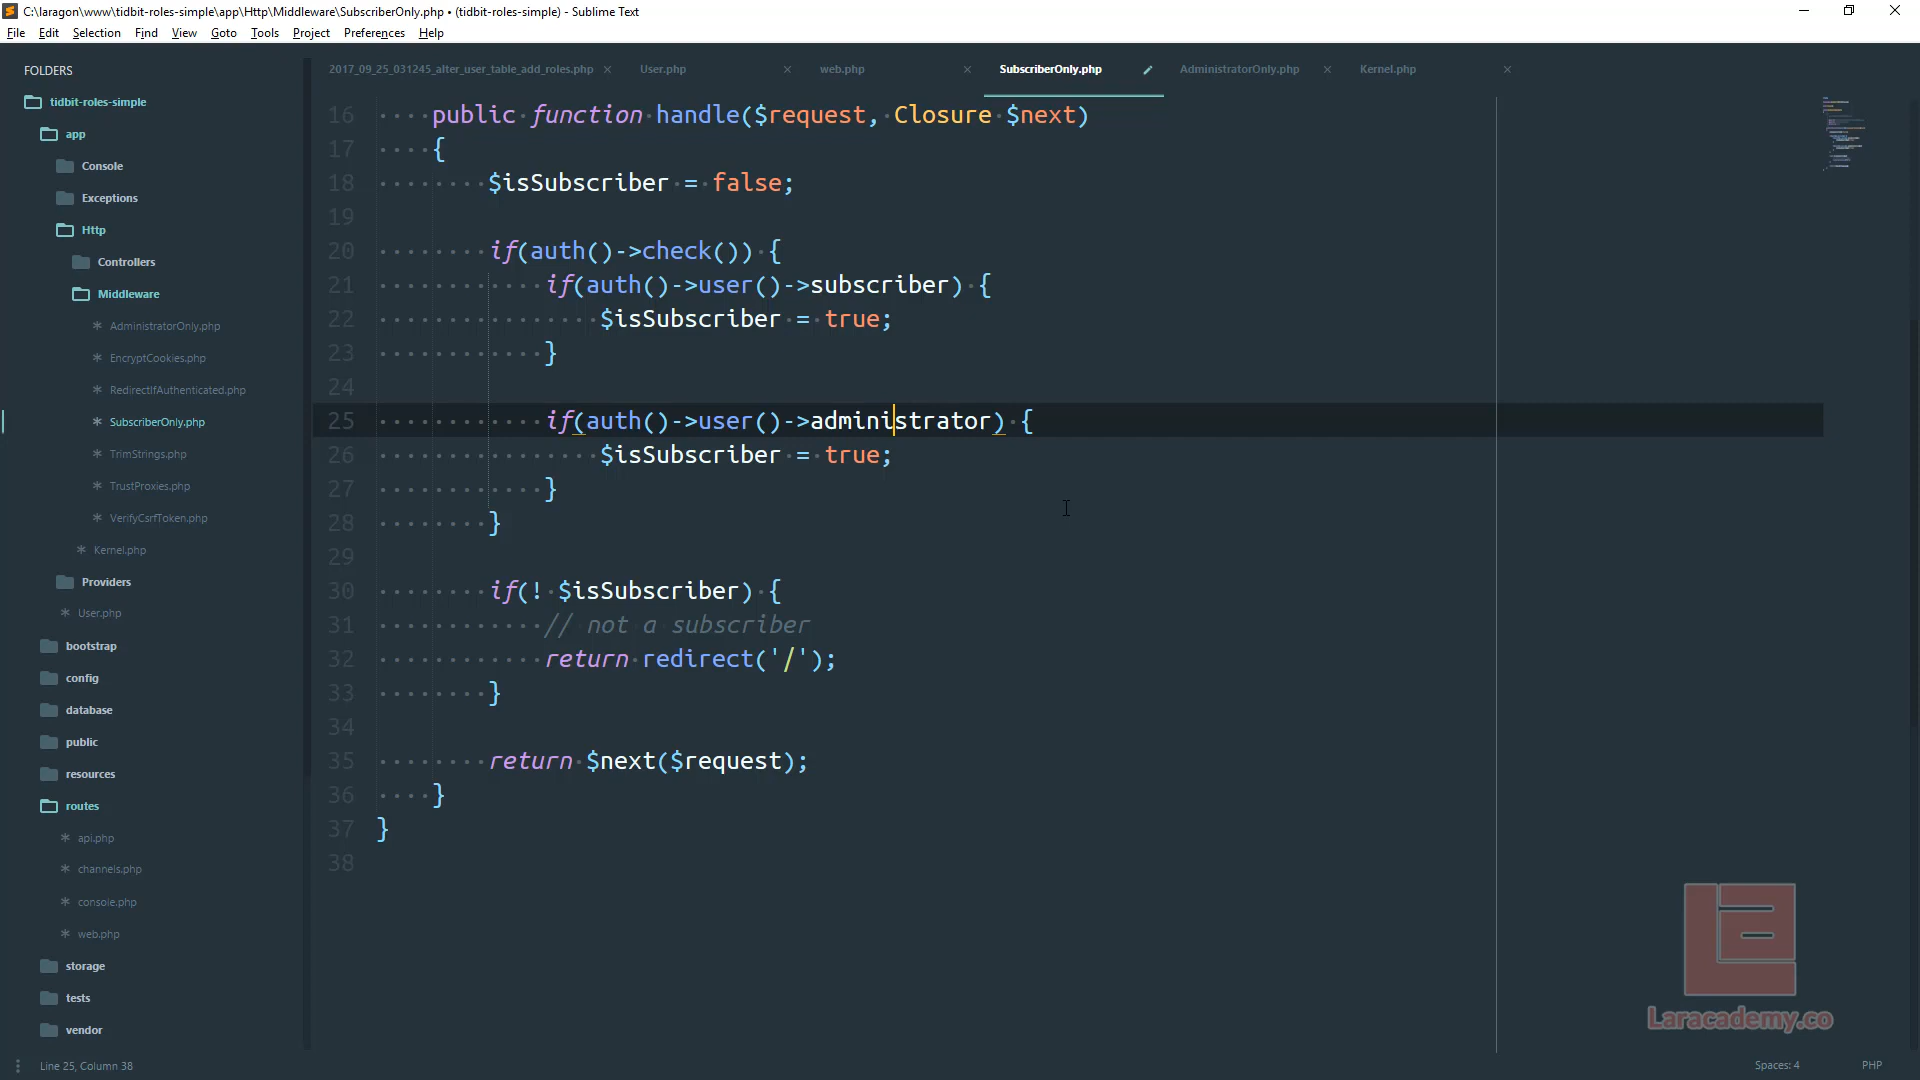 C:\laragon\www\tidbit-roles-simple\app\Http\Middleware\SubscriberOnly.php • (tidbit-roles-simple) - Sublime Text
File Edit Selection Find View Goto Tools Project Preferences Help
FOLDERS
tidbit-roles-simple
app
Console
Exceptions
Http
Controllers
Middleware
AdministratorOnly.php
EncryptCookies.php
RedirectIfAuthenticated.php
SubscriberOnly.php
TrimStrings.php
TrustProxies.php
VerifyCsrfToken.php
Kernel.php
Providers
User.php
bootstrap
config
database
public
resources
routes
api.php
channels.php
console.php
web.php
storage
tests
vendor
2017_09_25_031245_alter_user_table_add_roles.php User.php web.php SubscriberOnly.php AdministratorOnly.php Kernel.php
16 public function handle($request, Closure $next)
17 {
18 $isSubscriber = false;
19
20 if(auth()->check()) {
21 if(auth()->user()->subscriber) {
22 $isSubscriber = true;
23 }
24
25 if(auth()->user()->administrator) {
26 $isSubscriber = true;
27 }
28 }
29
30 if(! $isSubscriber) {
31 // not a subscriber
32 return redirect('/');
33 }
34
35 return $next($request);
36 }
37 }
38
Laracademy.co
Line 25, Column 38
Spaces: 4
PHP